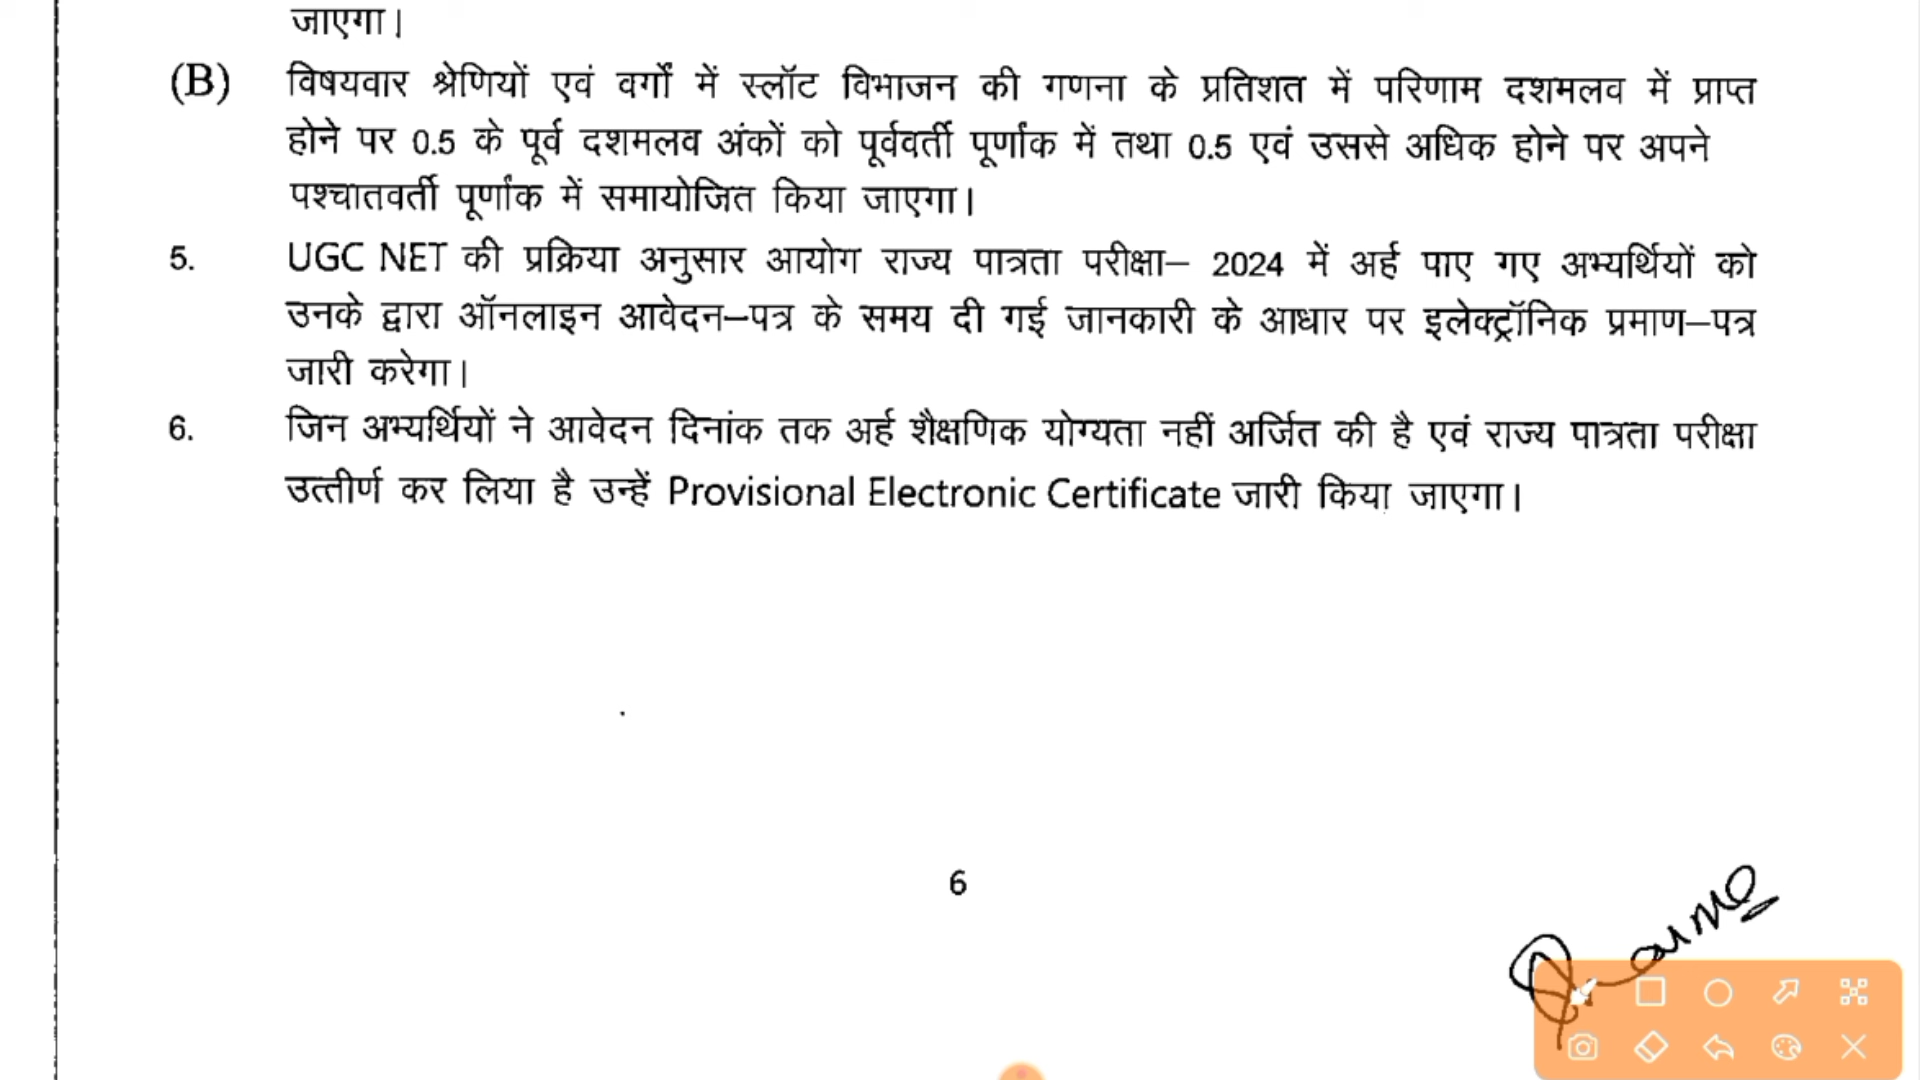 जाएगा।
(B) विषयवार श्रेणियों एवं वर्गों में स्लॉट विभाजन की गणना के प्रतिशत में परिणाम दशमलव में प्राप्त
होने पर 0.5 के पूर्व दशमलव अंकों को पूर्ववर्ती पूर्णांक में तथा 0.5 एवं उससे अधिक होने पर अपने
पश्चातवर्ती पूर्णांक में समायोजित किया जाएगा।
5. UGC NET की प्रक्रिया अनुसार आयोग राज्य पात्रता परीक्षा– 2024 में अर्ह पाए गए अभ्यर्थियों को
उनके द्वारा ऑनलाइन आवेदन–पत्र के समय दी गई जानकारी के आधार पर इलेक्ट्रॉनिक प्रमाण–पत्र
जारी करेगा।
6. जिन अभ्यर्थियों ने आवेदन दिनांक तक अर्ह शैक्षणिक योग्यता नहीं अर्जित की है एवं राज्य पात्रता परीक्षा
उत्तीर्ण कर लिया है उन्हें Provisional Electronic Certificate जारी किया जाएगा।
6